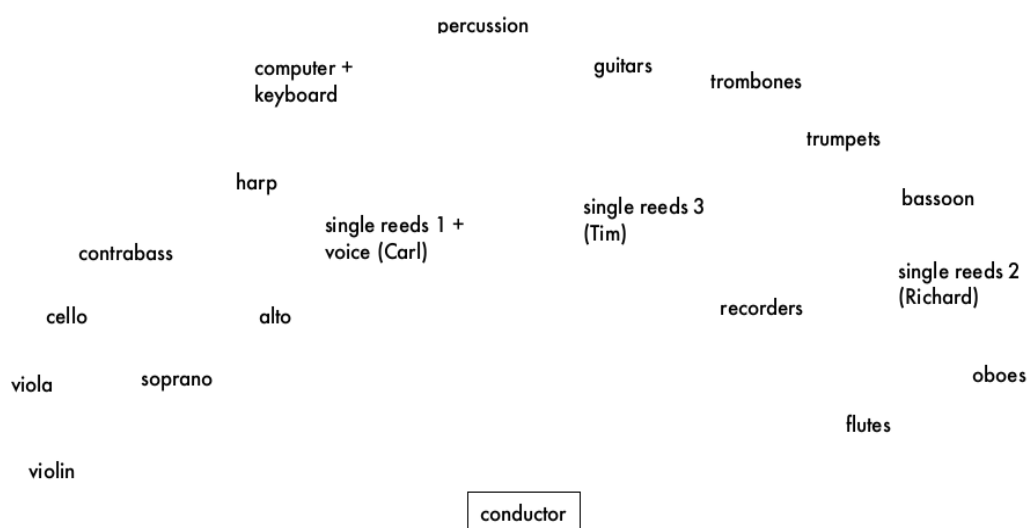 percussion
computer +
keyboard
guitars
trombones
trumpets
harp
single reeds 1 +
voice (Carl)
single reeds 3
(Tim)
bassoon
contrabass
single reeds 2
(Richard)
cello
alto
recorders
viola
soprano
oboes
flutes
violin
conductor